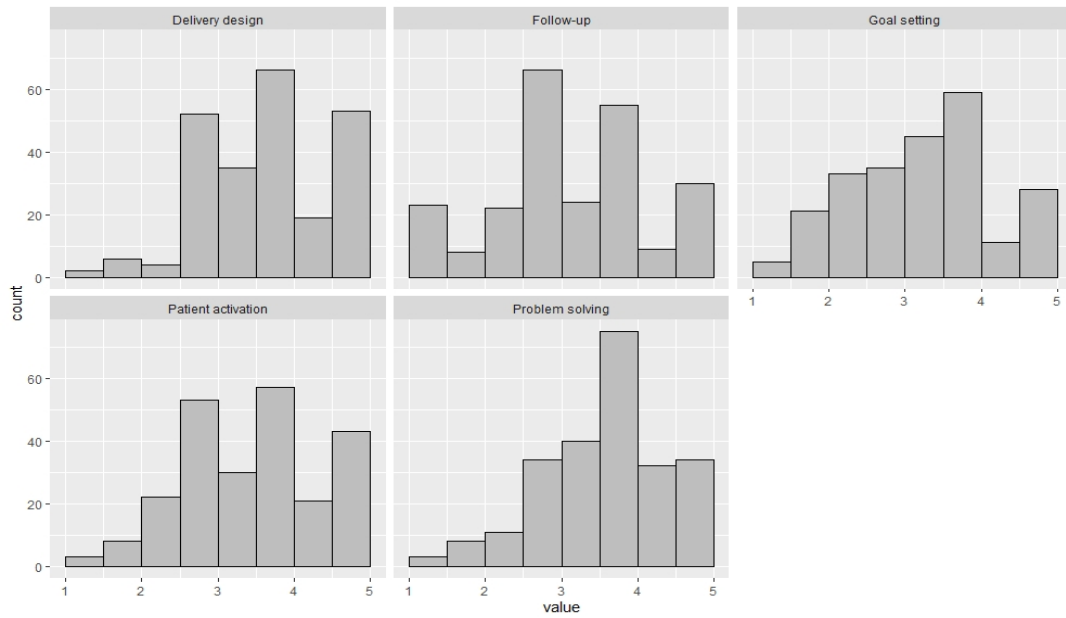 Delivery design
Follow-up
Goal setting
60
40
20
0
1 2 3 4 5
count
Patient activation
Problem solving
60
40
20
0
1 2 3 4 5
1 2 3 4 5
value